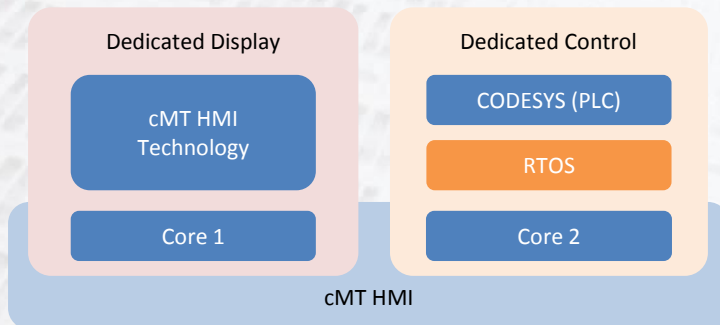 Dedicated Display
cMT HMI
Technology
Core 1
Dedicated Control
CODESYS (PLC)
RTOS
Core 2
cMT HMI